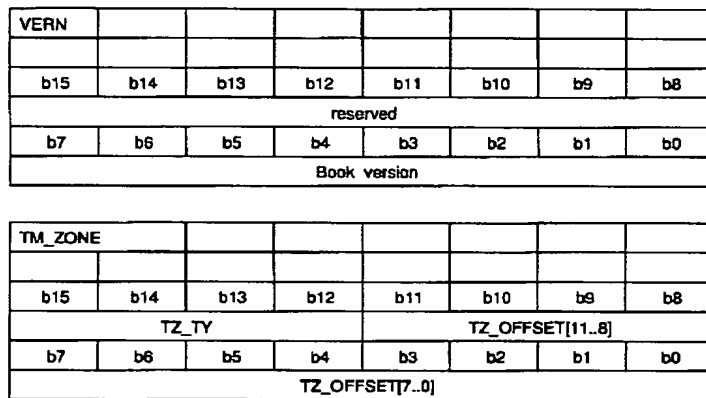 VERN
b15 b14 b13 b12 b11 b10 b9 b8
reserved
b7 b6 b5 b4 b3 b2 b1 b0
Book version
TM_ZONE
b15 b14 b13 b12 b11 b10 b9 b8
TZ_TY TZ_OFFSET[11..8]
b7 b6 b5 b4 b3 b2 b1 b0
TZ_OFFSET[7..0]